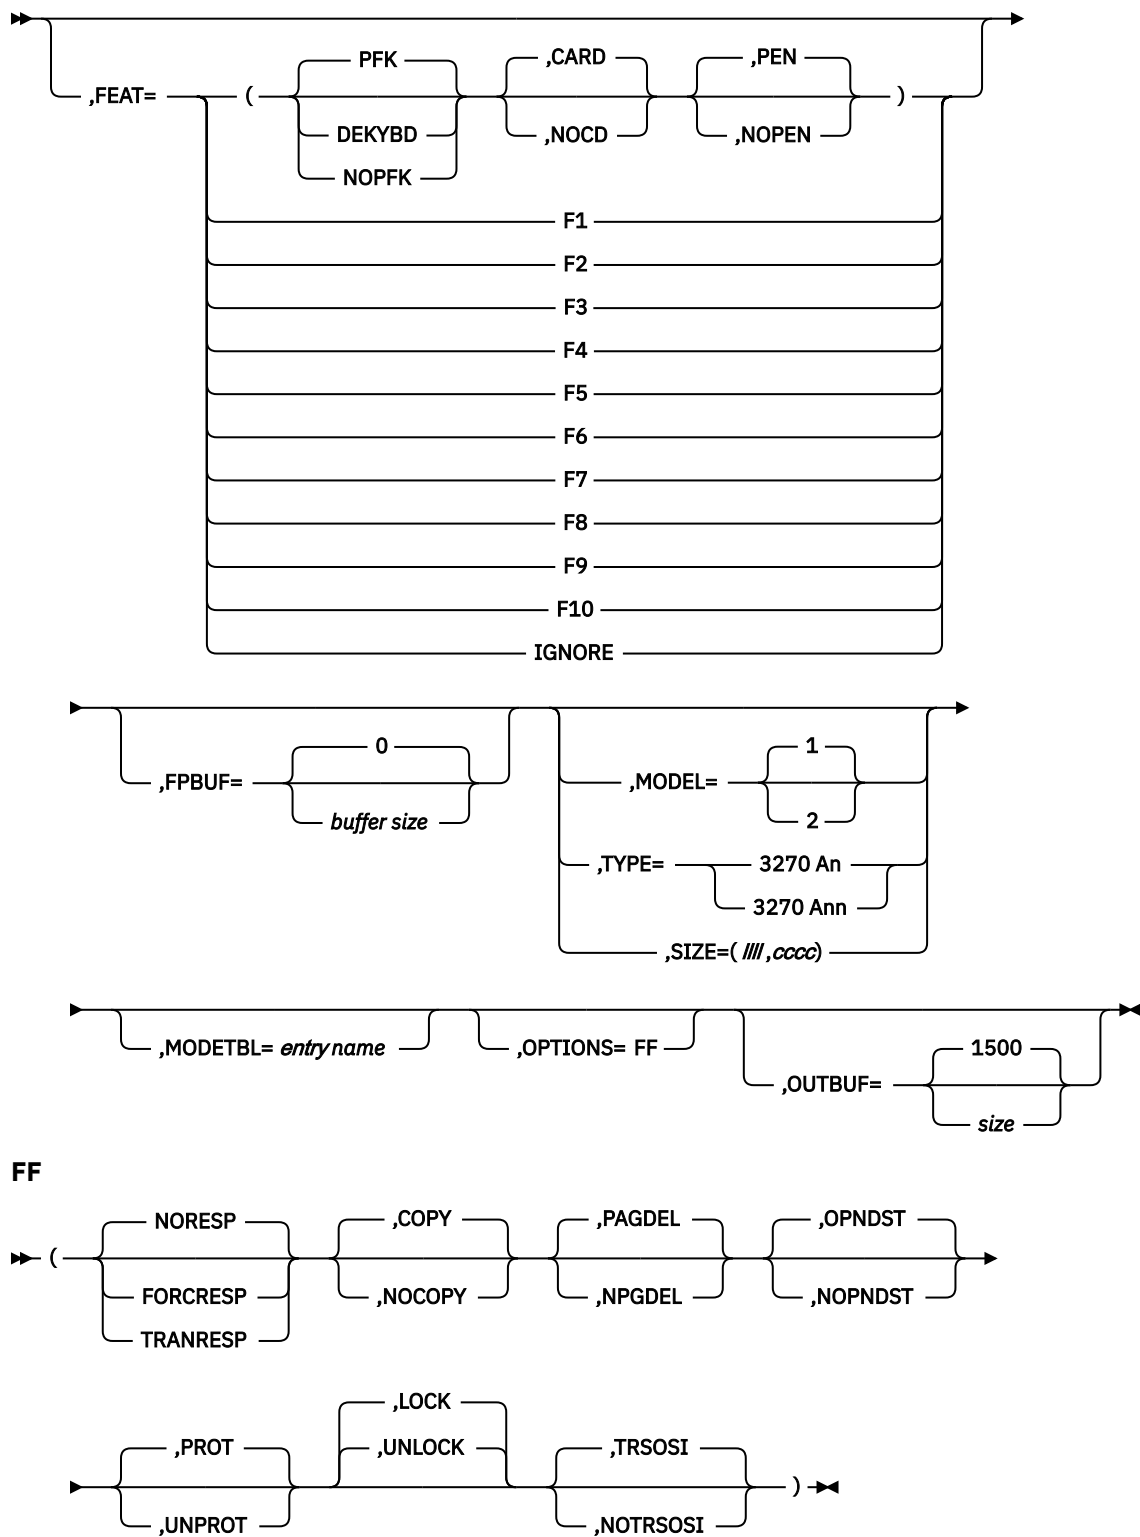 PFK ,CARD ,PEN
,FEAT= ( )
DEKYBD ,NOCD ,NOPEN
NOPFK
F1
F2
F3
F4
F5
F6
F7
F8
F9
F10
IGNORE
0 1
,FPBUF= ,MODEL=
buffer size 2
,TYPE= 3270 An
3270 Ann
,SIZE=( llll ,cccc)
,MODETBL= entry name ,OPTIONS= FF 1500
,OUTBUF=
size
FF
NORESP ,COPY ,PAGDEL ,OPNDST
(
FORCRESP ,NOCOPY ,NPGDEL ,NOPNDST
TRANRESP
,LOCK
,PROT ,UNLOCK ,TRSOSI
)
,UNPROT ,NOTRSOSI